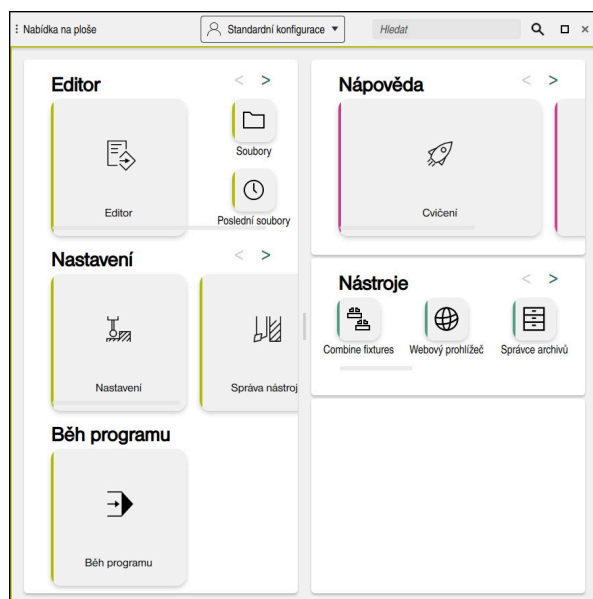 Nabídka na ploše
Standardní konfigurace
Hledat
Editor
Editor
Soubory
Poslední soubory
Nastavení
Nastavení
Správa nástroj
Běh programu
Běh programu
Nápověda
Cvičení
Nástroje
Combine fixtures
Webový prohlížeč
Správce archivů